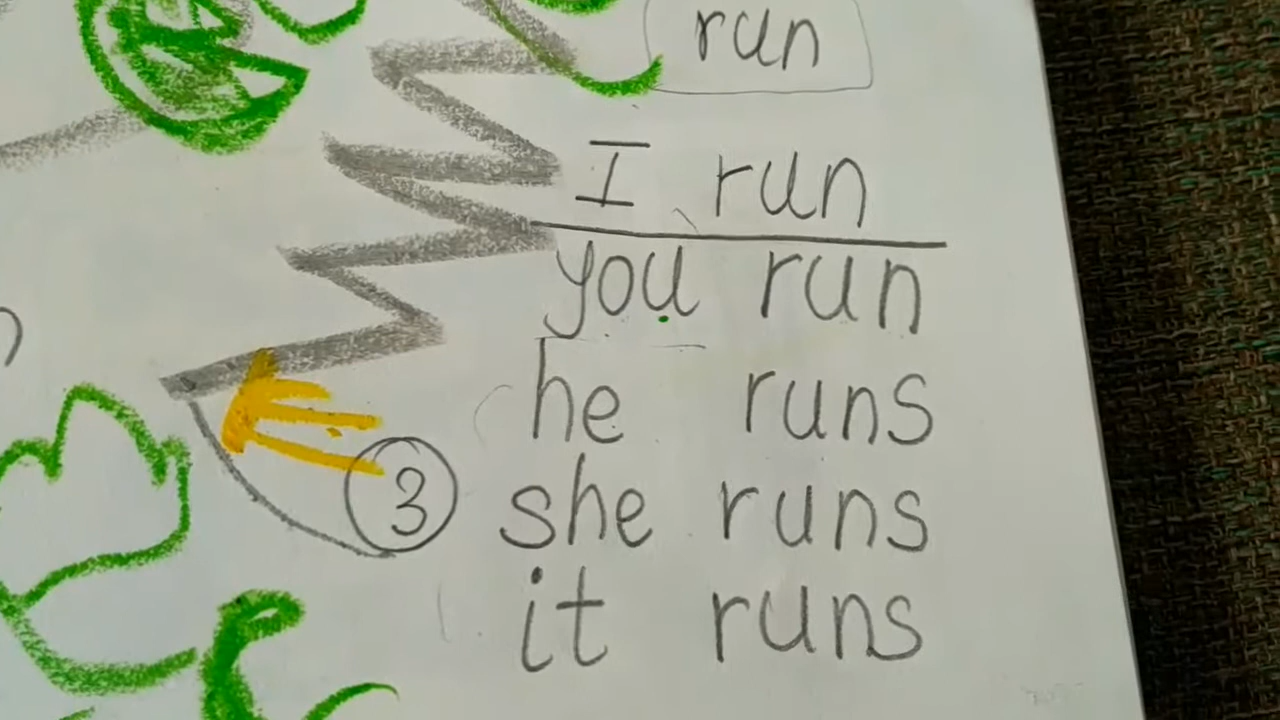 run
I run
you run
he runs
3 she runs
it runs